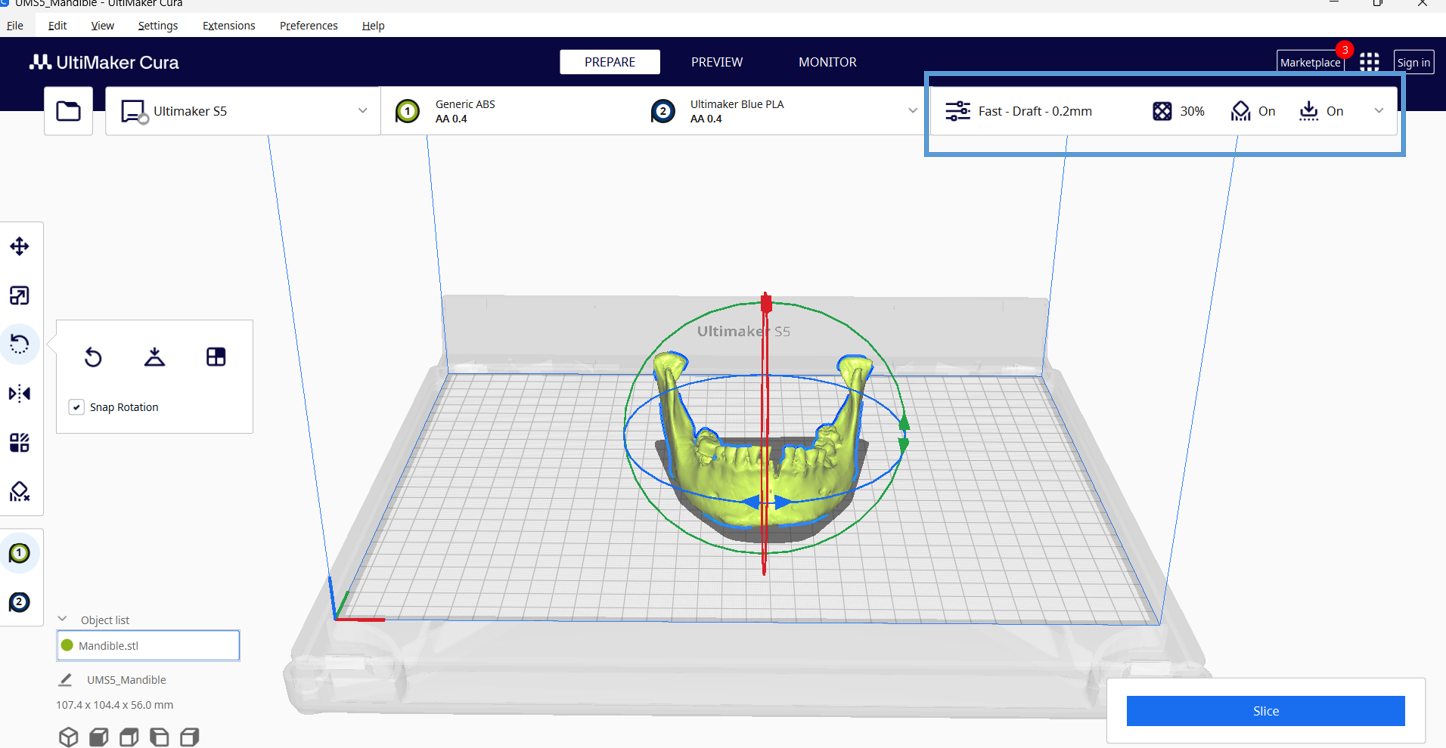 UMS5_Mandible - UltiMaker Cura
File Edit View Settings Extensions Preferences Help
UltiMaker Cura
PREPARE PREVIEW MONITOR
Marketplace 3 Sign in
Ultimaker S5
1 Generic ABS
AA 0.4
2 Ultimaker Blue PLA
AA 0.4
Fast - Draft - 0.2mm 30% On On
Ultimaker S5
Snap Rotation
1
2
Object list
Mandible.stl
UMS5_Mandible
107.4 x 104.4 x 56.0 mm
Slice